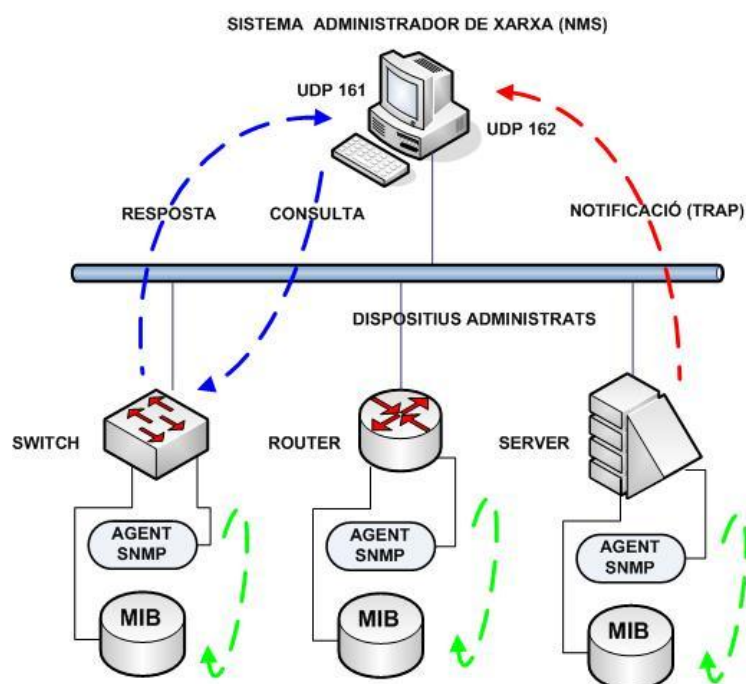 SISTEMA ADMINISTRADOR DE XARXA (NMS)
UDP 161
UDP 162
RESPOSTA
CONSULTA
NOTIFICACIÓ (TRAP)
DISPOSITIUS ADMINISTRATS
SWITCH
ROUTER
SERVER
AGENT
SNMP
AGENT
SNMP
AGENT
SNMP
MIB
MIB
MIB